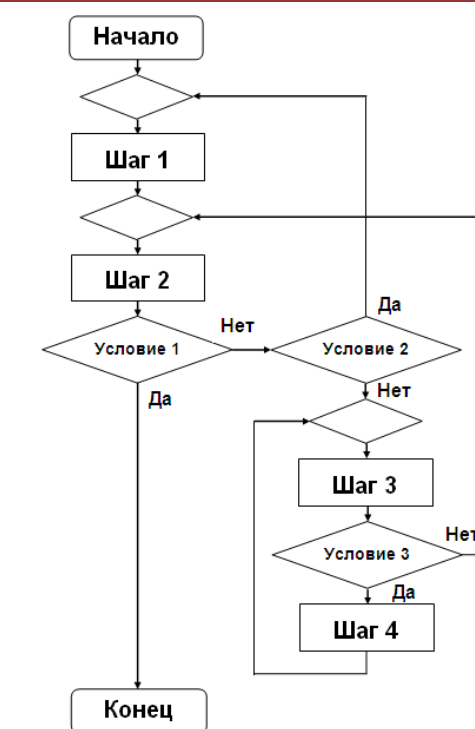 Начало
Шаг 1
Шаг 2
Условие 1
Нет
Да
Условие 2
Да
Нет
Шаг 3
Условие 3
Нет
Да
Шаг 4
Конец